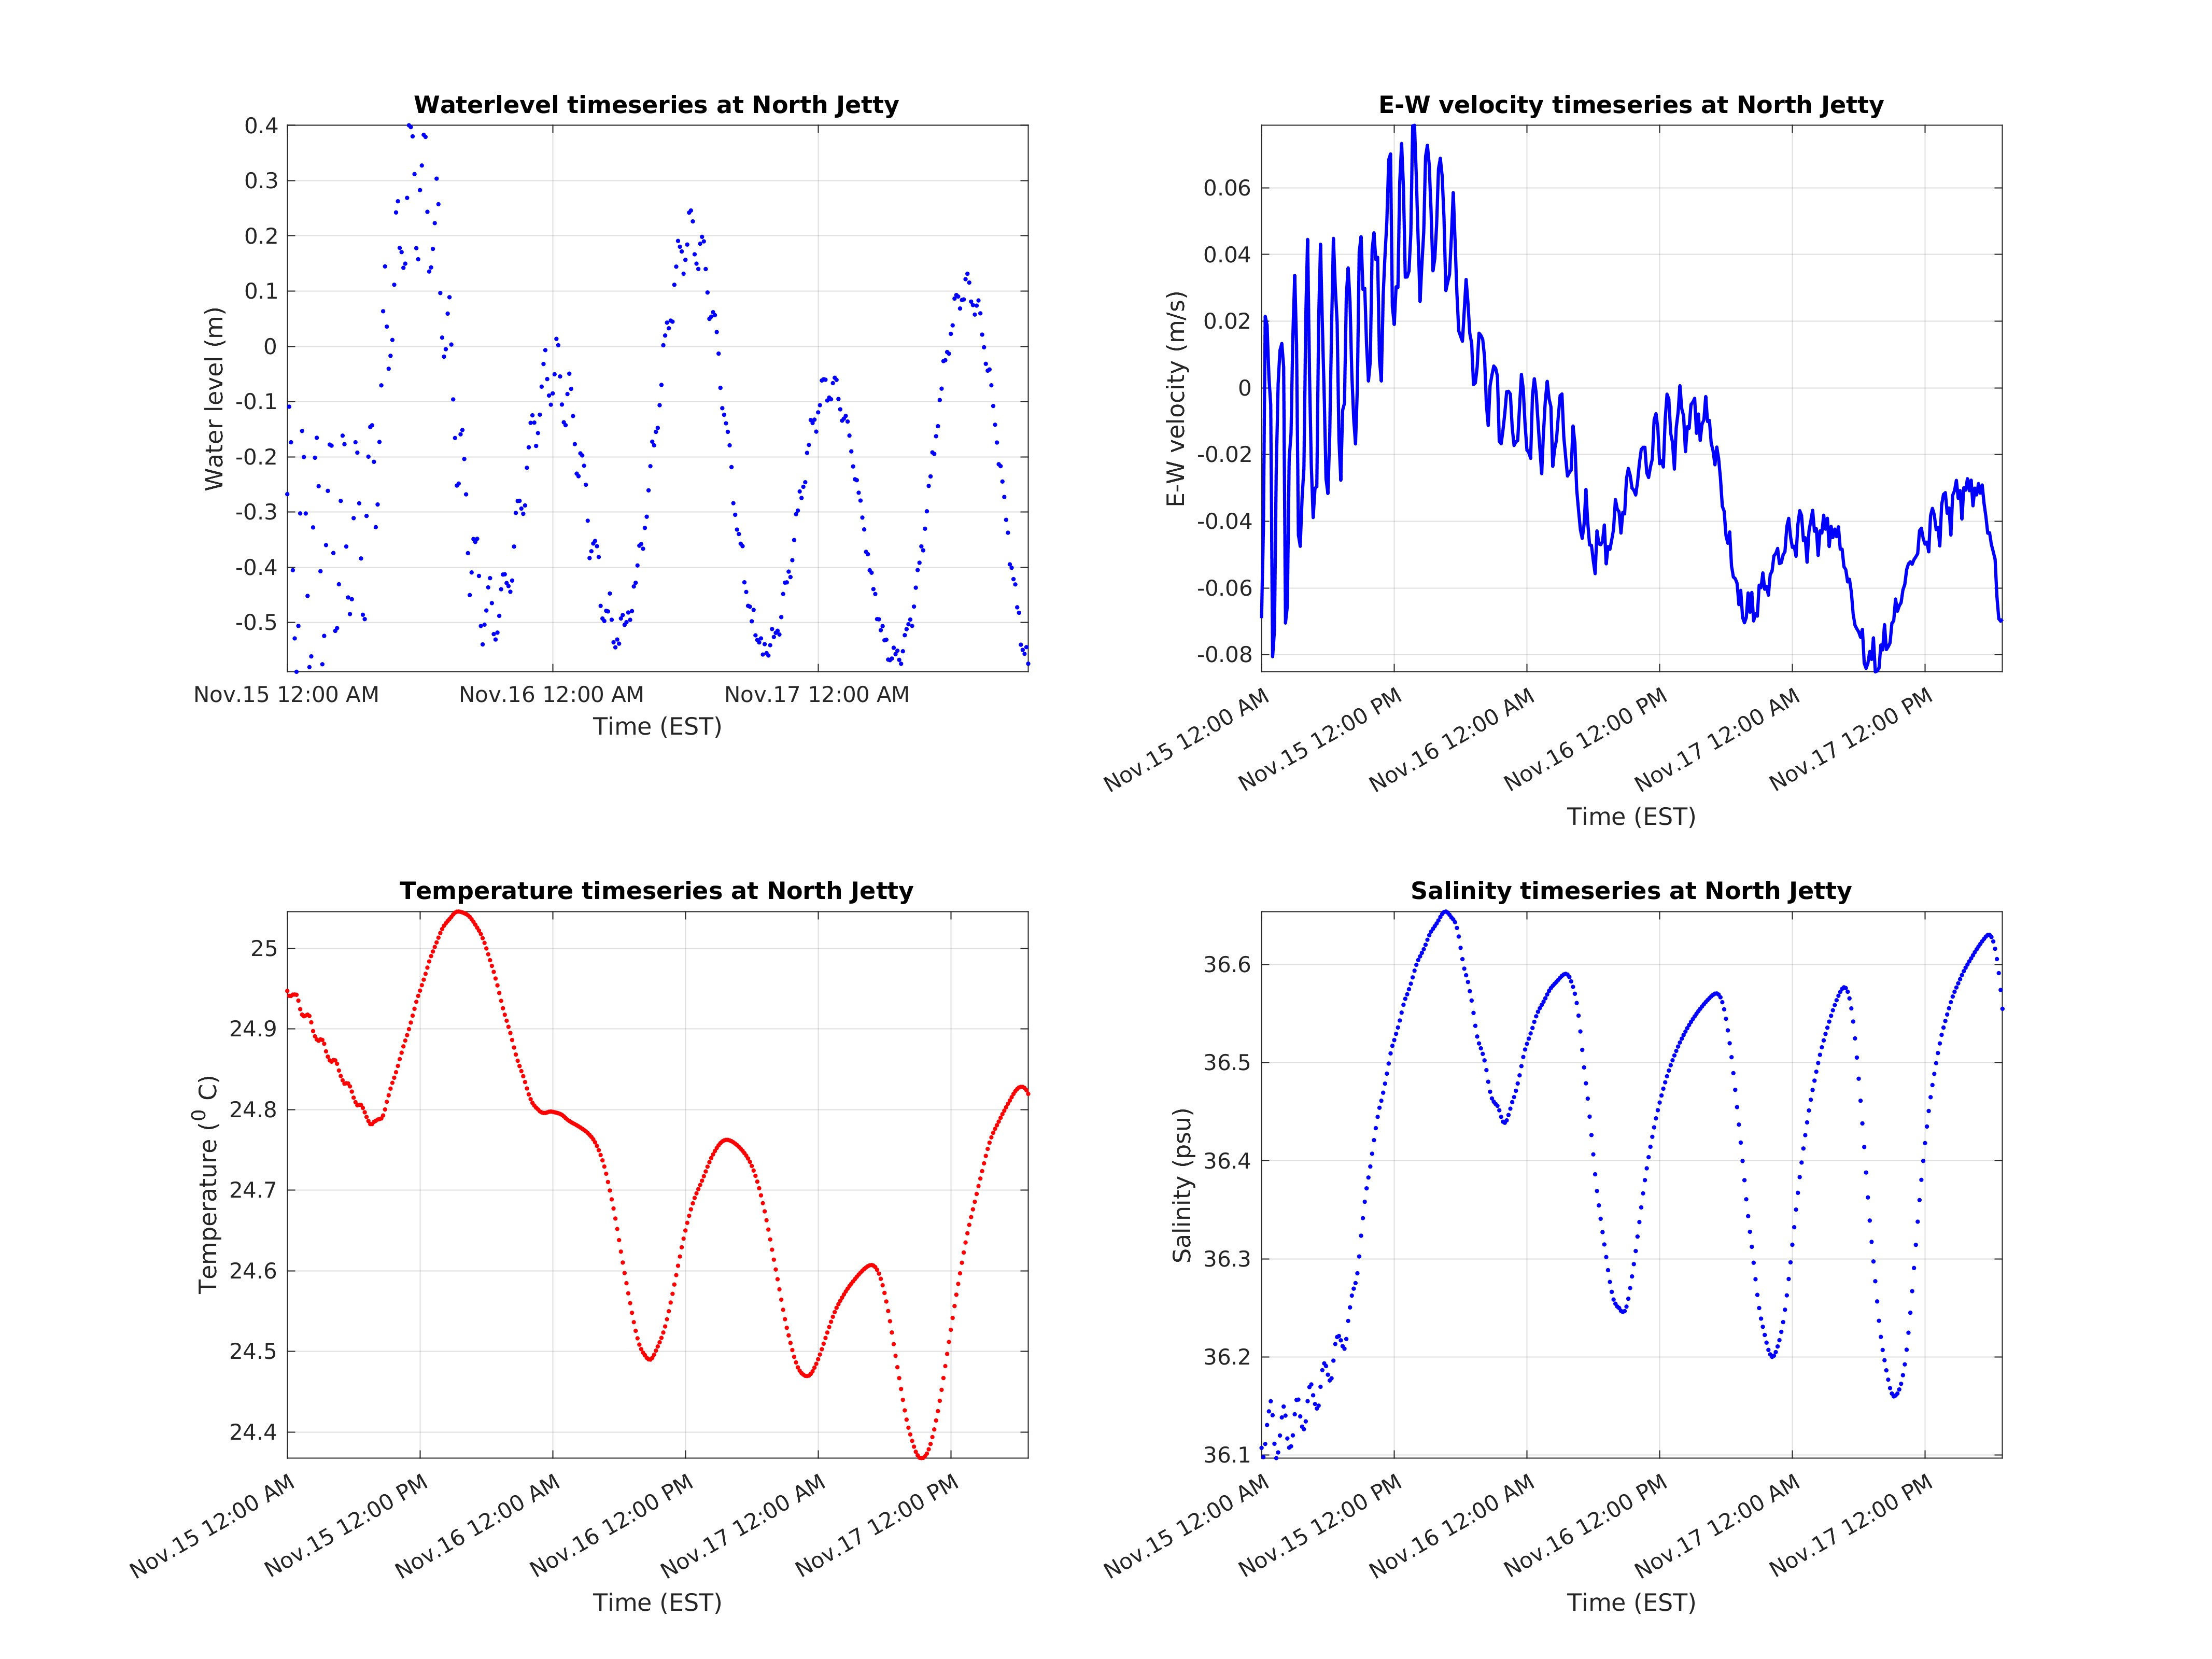 Waterlevel timeseries at North Jetty
0.4
0.3
0.2
0.1
0
-0.1
-0.2
-0.3
-0.4
-0.5
Water level (m)
Nov.15 12:00 AM Nov.16 12:00 AM Nov.17 12:00 AM
Time (EST)
E-W velocity timeseries at North Jetty
0.06
0.04
0.02
0
-0.02
-0.04
-0.06
-0.08
E-W velocity (m/s)
Nov.15 12:00 AM
Nov.15 12:00 PM
Nov.16 12:00 AM
Nov.16 12:00 PM
Nov.17 12:00 AM
Nov.17 12:00 PM
Time (EST)
Temperature timeseries at North Jetty
25
24.9
24.8
24.7
24.6
24.5
24.4
Temperature (⁰ C)
Nov.15 12:00 AM
Nov.15 12:00 PM
Nov.16 12:00 AM
Nov.16 12:00 PM
Nov.17 12:00 AM
Nov.17 12:00 PM
Time (EST)
Salinity timeseries at North Jetty
36.6
36.5
36.4
36.3
36.2
36.1
Salinity (psu)
Nov.15 12:00 AM
Nov.15 12:00 PM
Nov.16 12:00 AM
Nov.16 12:00 PM
Nov.17 12:00 AM
Nov.17 12:00 PM
Time (EST)